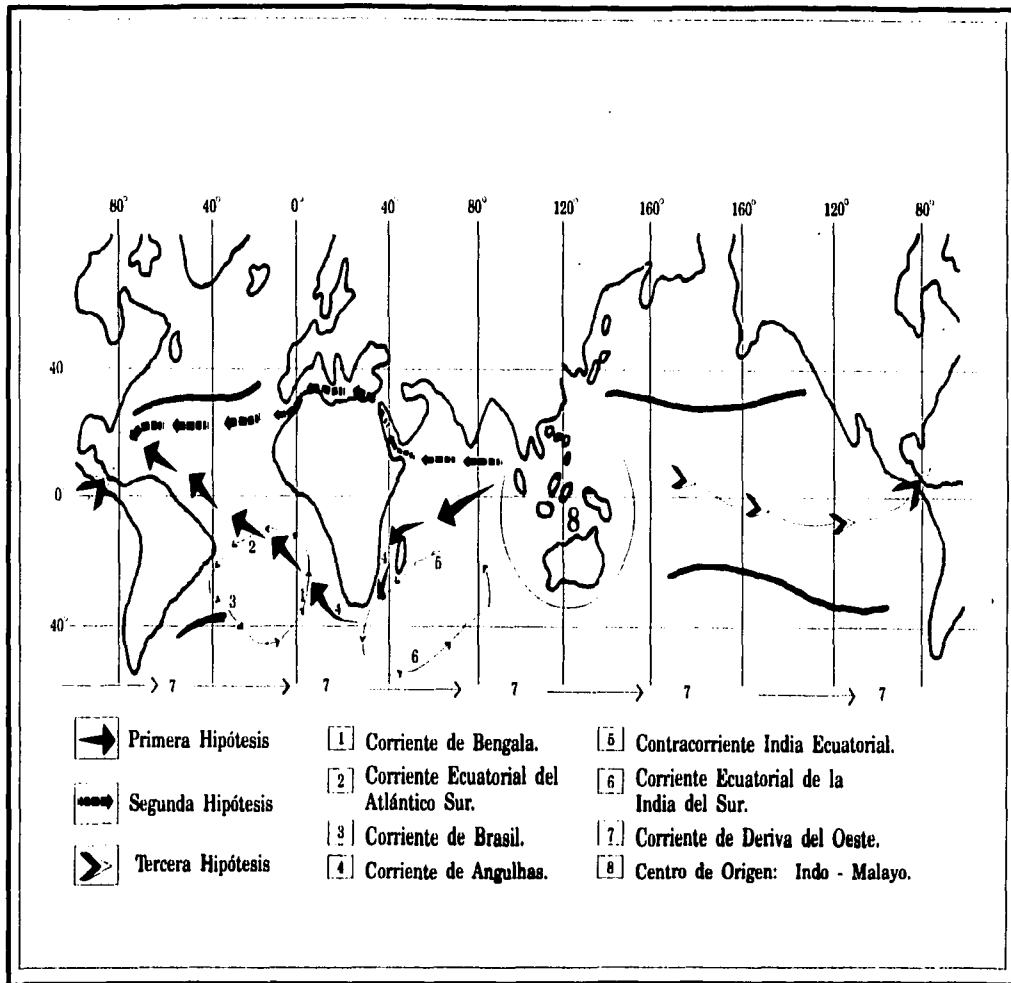 80° 40° 0° 40° 80° 120° 160° 160° 120° 80°
40
0
8
2
5
1
3
4
4
40°
6
7 7 7 7 7
Primera Hipótesis
Segunda Hipótesis
Tercera Hipótesis
1 Corriente de Bengala.
2 Corriente Ecuatorial del
Atlántico Sur.
3 Corriente de Brasil.
4 Corriente de Angulhas.
5 Contracorriente India Ecuatorial.
6 Corriente Ecuatorial de la
India del Sur.
7 Corriente de Deriva del Oeste.
8 Centro de Origen: Indo - Malayo.